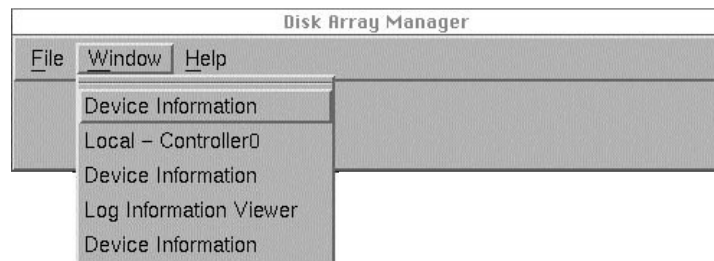 Disk Array Manager
File Window Help
Device Information
Local – Controller0
Device Information
Log Information Viewer
Device Information